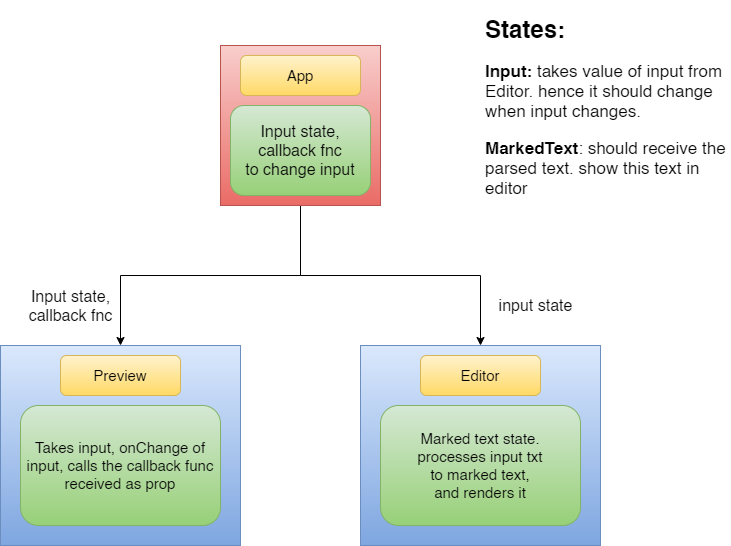 States:
Input: takes value of input from
Editor. hence it should change
when input changes.
MarkedText: should receive the
parsed text. show this text in
editor
App
Input state,
callback fnc
to change input
Input state,
callback fnc
input state
Preview
Takes input, onChange of
input, calls the callback func
received as prop
Editor
Marked text state.
processes input txt
to marked text,
and renders it